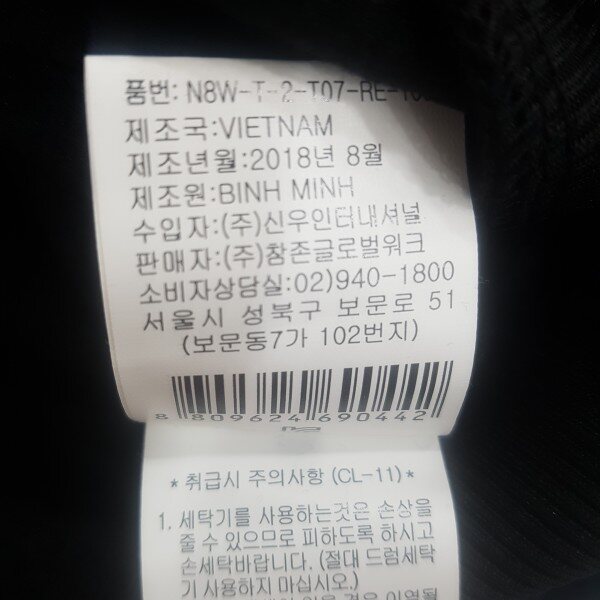 품번: N8W-T-2-T07-RE-
제조국:VIETNAM
제조년월:2018년 8월
제조원:BINH MINH
수입자:(주)신우인터내셔널
판매자:(주)참존글로벌워크
소비자상담실:02)940-1800
서울시 성북구 보문로 51
(보문동7가 102번지)
8 809624 690442
*취급시 주의사항 (CL-11)*
1. 세탁기를 사용하는것은 손상을
줄 수 있으므로 피하도록 하시고
손세탁바랍니다. (절대 드럼세탁
기 사용하지 마십시오.)